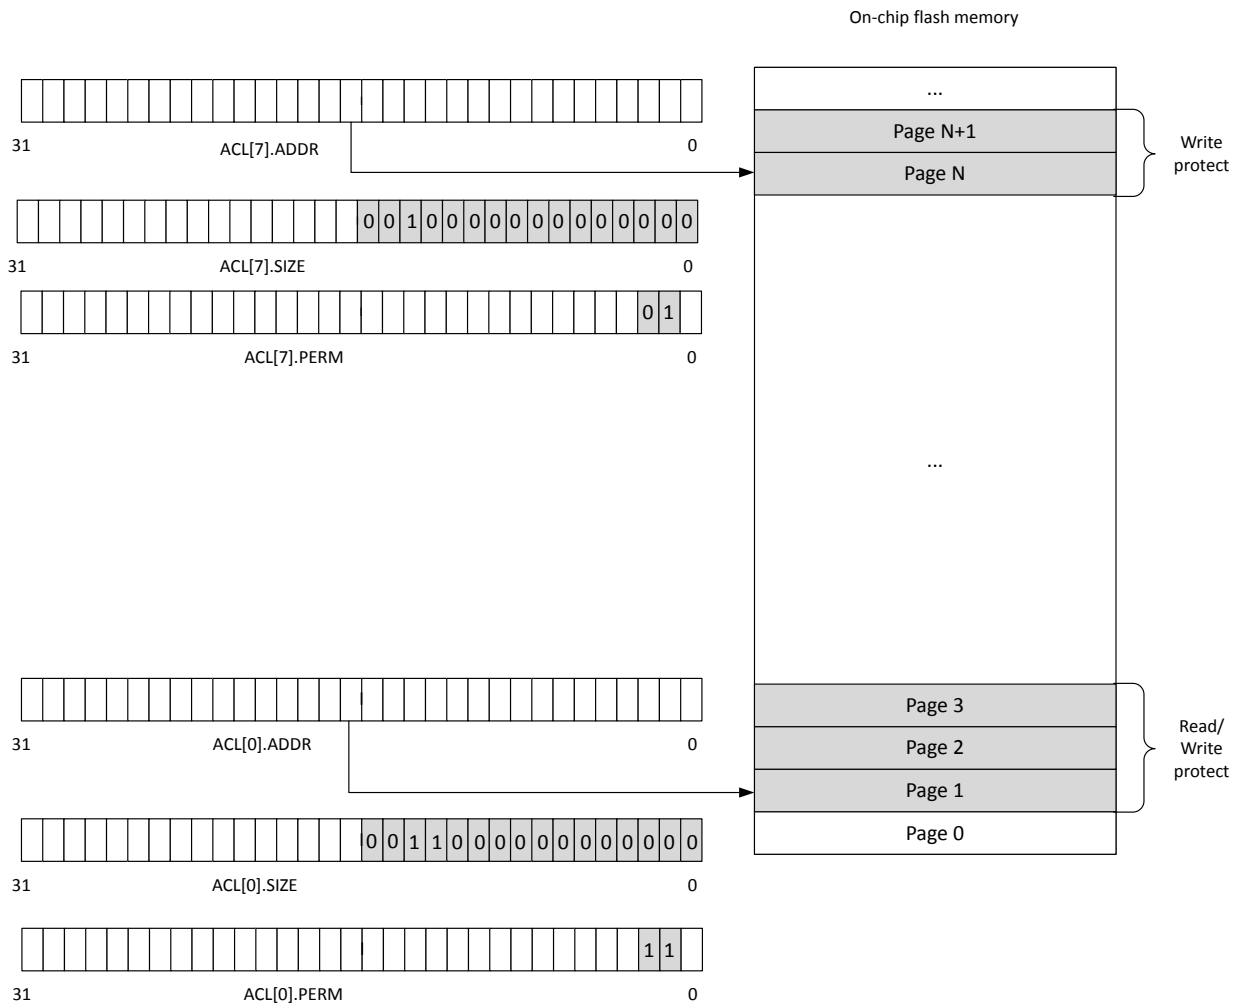 On-chip flash memory
...
Page N+1
Page N
Write
protect
31
ACL[7].ADDR
0
0 0 1 0 0 0 0 0 0 0 0 0 0 0 0 0
31
ACL[7].SIZE
0
0 1
31
ACL[7].PERM
0
...
31
ACL[0].ADDR
0
Page 3
Page 2
Page 1
Page 0
Read/
Write
protect
0 0 1 1 0 0 0 0 0 0 0 0 0 0 0 0
31
ACL[0].SIZE
0
1 1
31
ACL[0].PERM
0